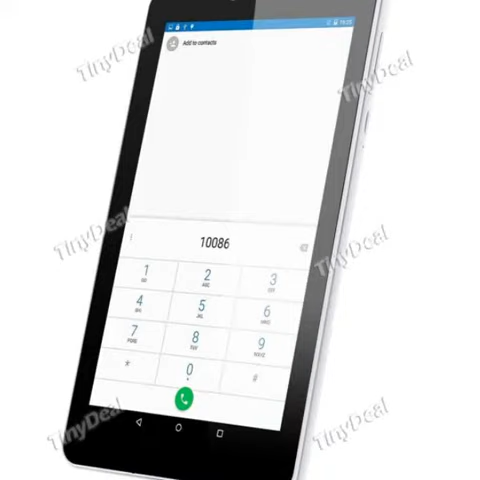 TinyDeal
TinyDeal
Add to contacts
TinyDeal
TinyDeal
10086
1
2
ABC
3
DEF
4
GHI
5
JKL
6
MNO
7
PQRS
8
TUV
9
WXYZ
*
0
+
#
TinyDeal
TinyDeal